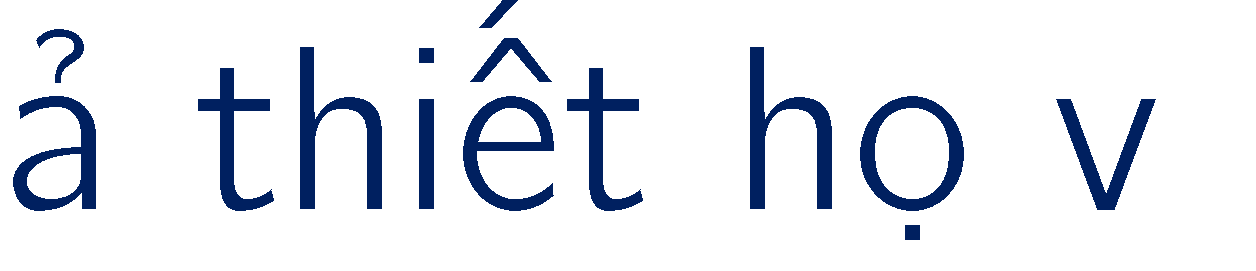 ả thiết họ v